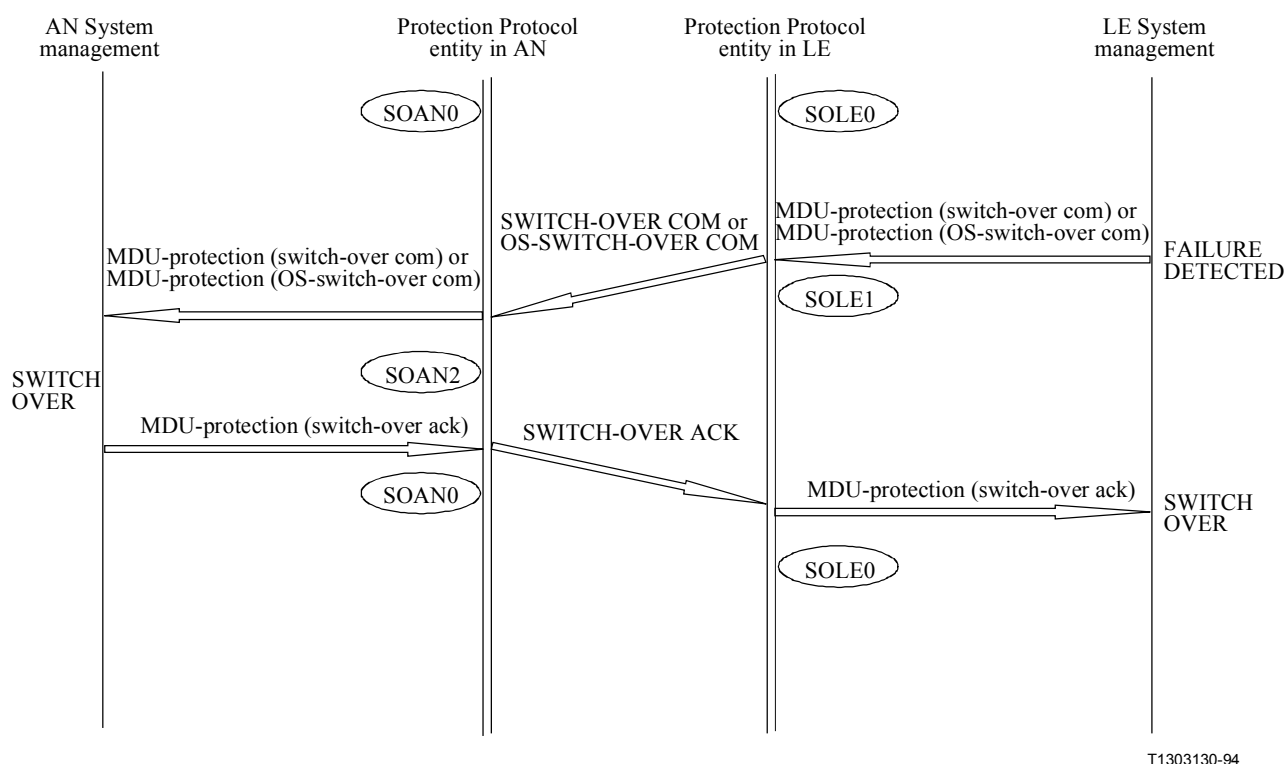 AN System
management
Protection Protocol
entity in AN
Protection Protocol
entity in LE
LE System
management
SOAN0
SOLE0
SWITCH-OVER COM or
OS-SWITCH-OVER COM
MDU-protection (switch-over com) or
MDU-protection (OS-switch-over com)
FAILURE
DETECTED
MDU-protection (switch-over com) or
MDU-protection (OS-switch-over com)
SOLE1
SOAN2
SWITCH
OVER
MDU-protection (switch-over ack)
SWITCH-OVER ACK
SOAN0
MDU-protection (switch-over ack)
SWITCH
OVER
SOLE0
T1303130-94